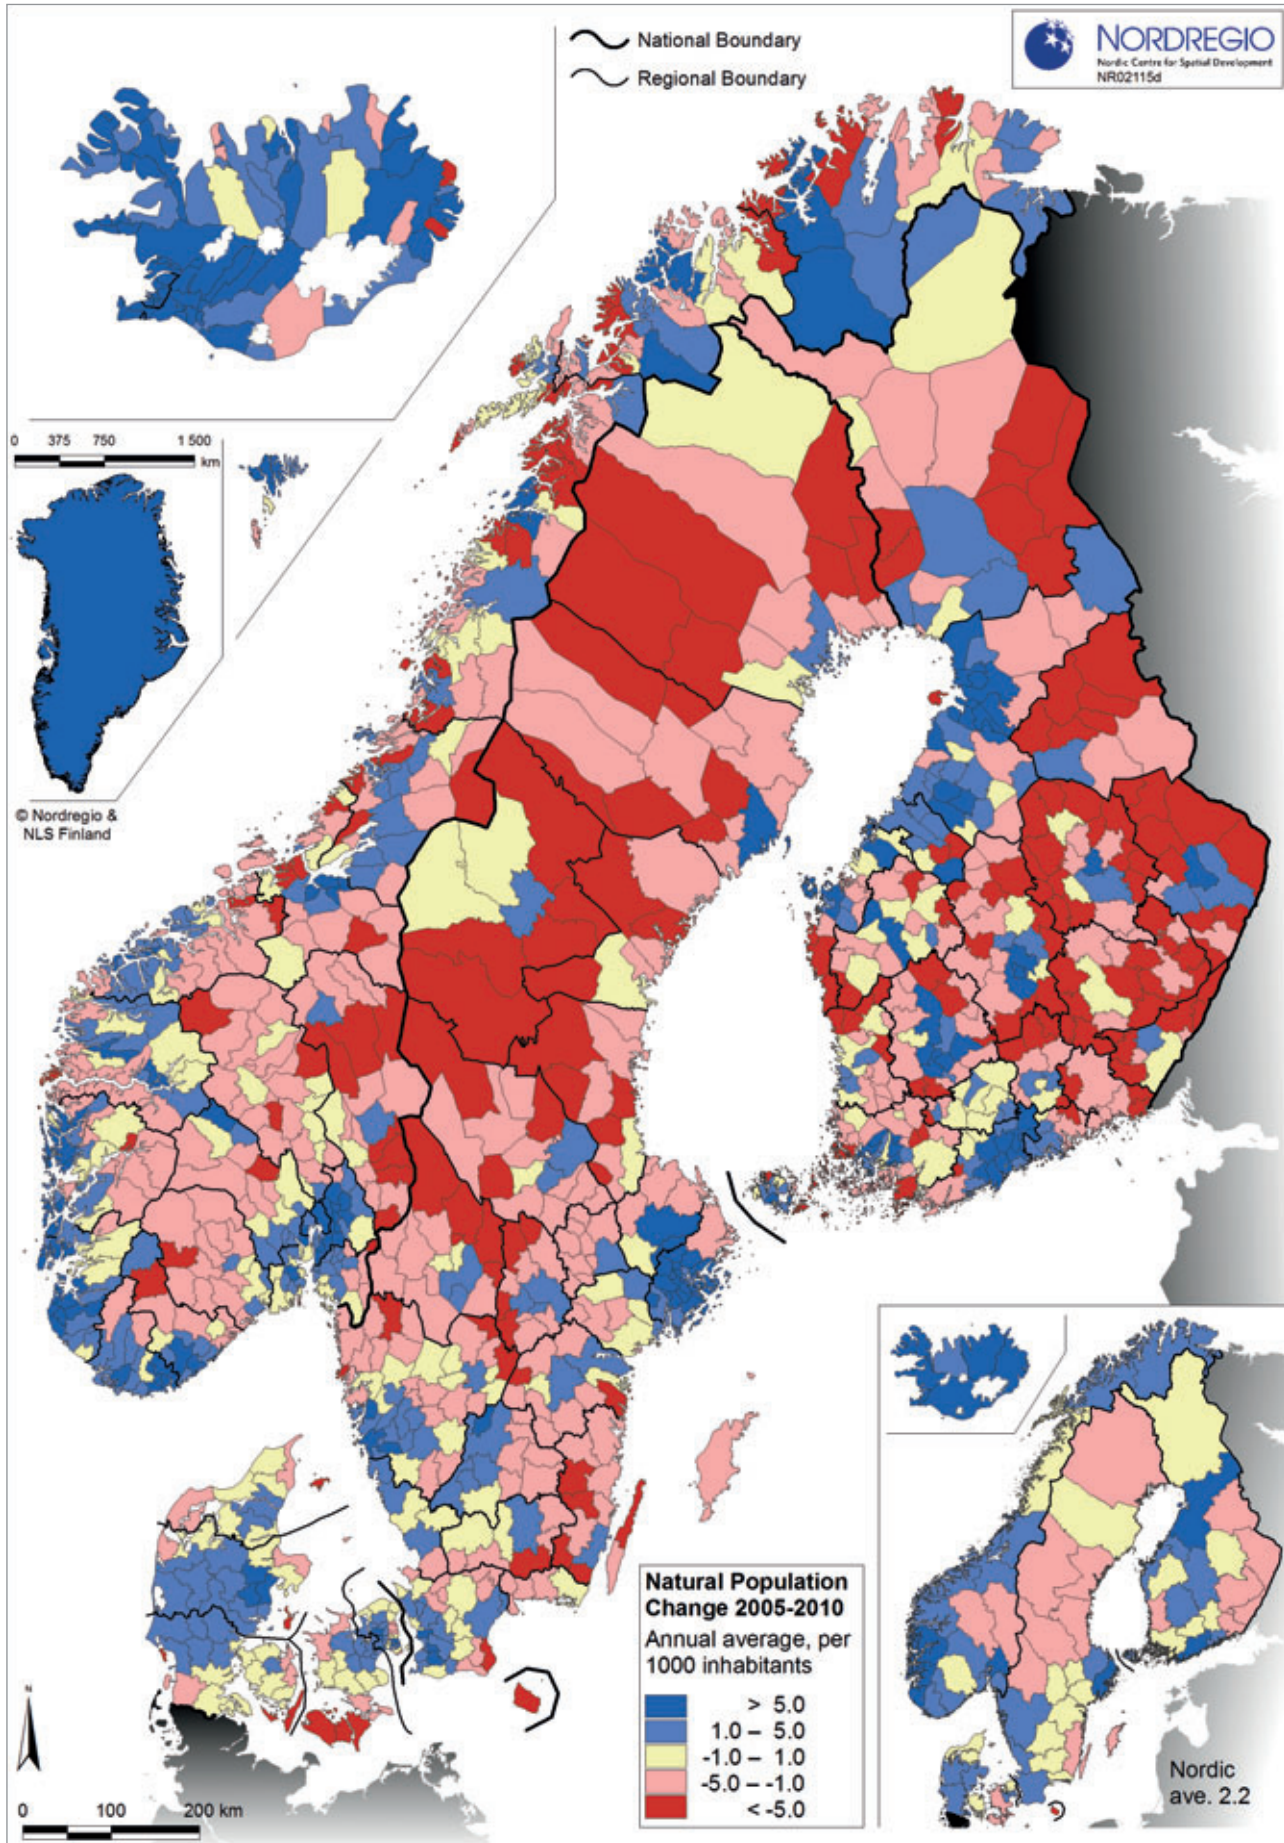 National Boundary
Regional Boundary
NORDREGIO
Nordic Centre for Spatial Development
NR02115d
0 375 750 1 500
km
© Nordregio &
NLS Finland
Natural Population
Change 2005-2010
Annual average, per
1000 inhabitants
> 5.0
1.0 – 5.0
-1.0 – 1.0
-5.0 – -1.0
< -5.0
Nordic
ave. 2.2
N
0 100 200 km